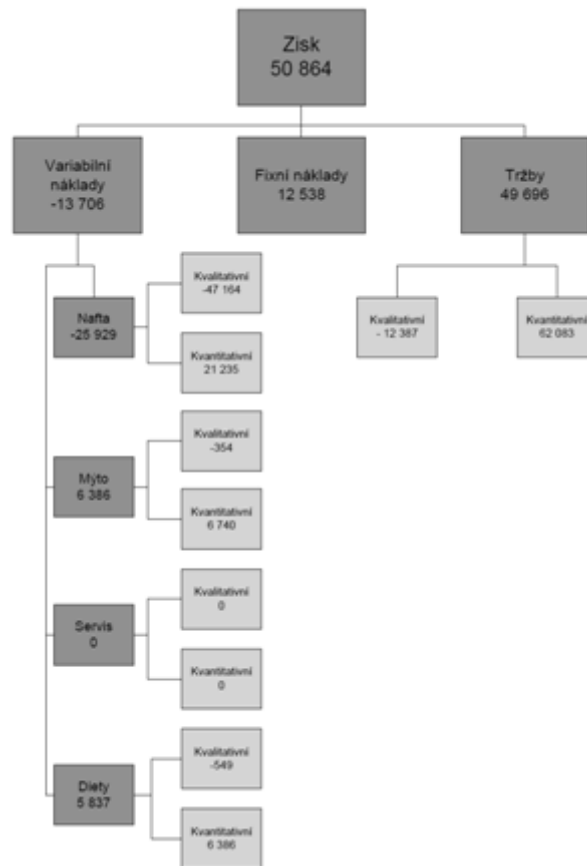 Zisk
50 864
Variabilní
náklady
-13 706
Fixní náklady
12 538
Tržby
49 696
Nafta
-25 929
Kvalitativní
-47 164
Kvantitativní
21 235
Kvalitativní
- 12 387
Kvantitativní
62 083
Mýto
6 386
Kvalitativní
-354
Kvantitativní
6 740
Servis
0
Kvalitativní
0
Kvantitativní
0
Diety
5 837
Kvalitativní
-549
Kvantitativní
6 386